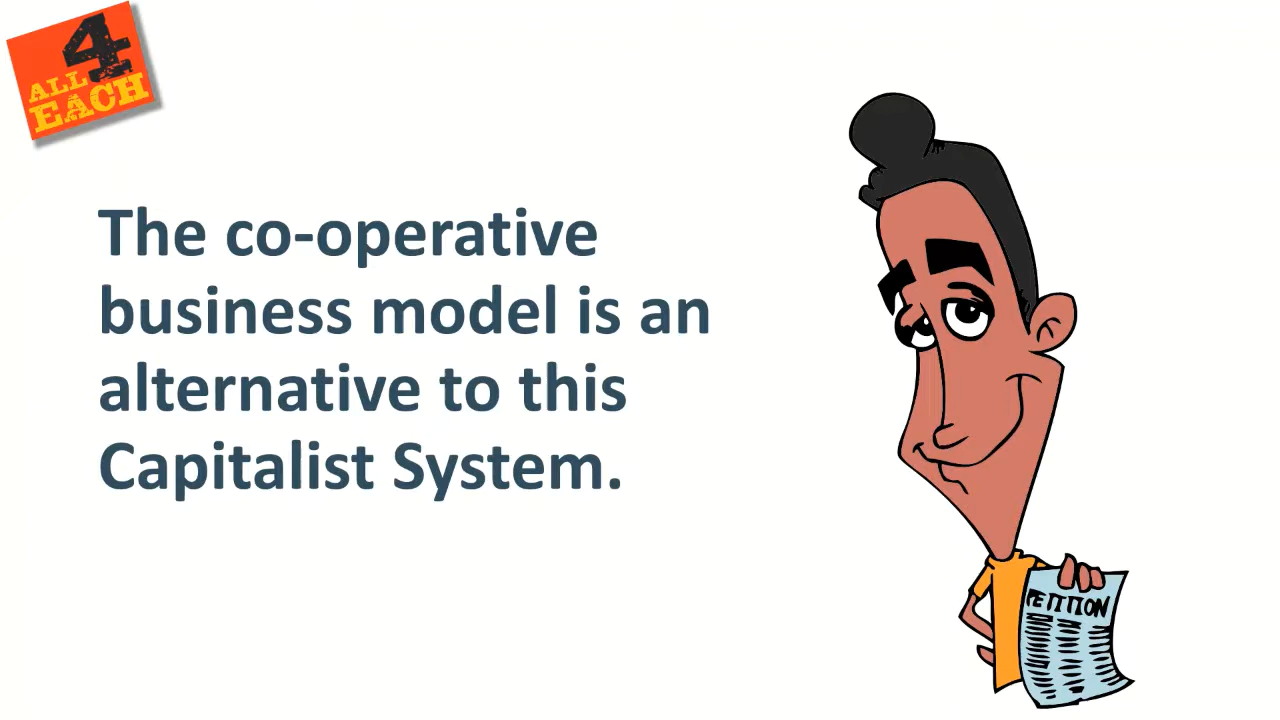 4
ALL
EACH
The co-operative
business model is an
alternative to this
Capitalist System.
PETITION